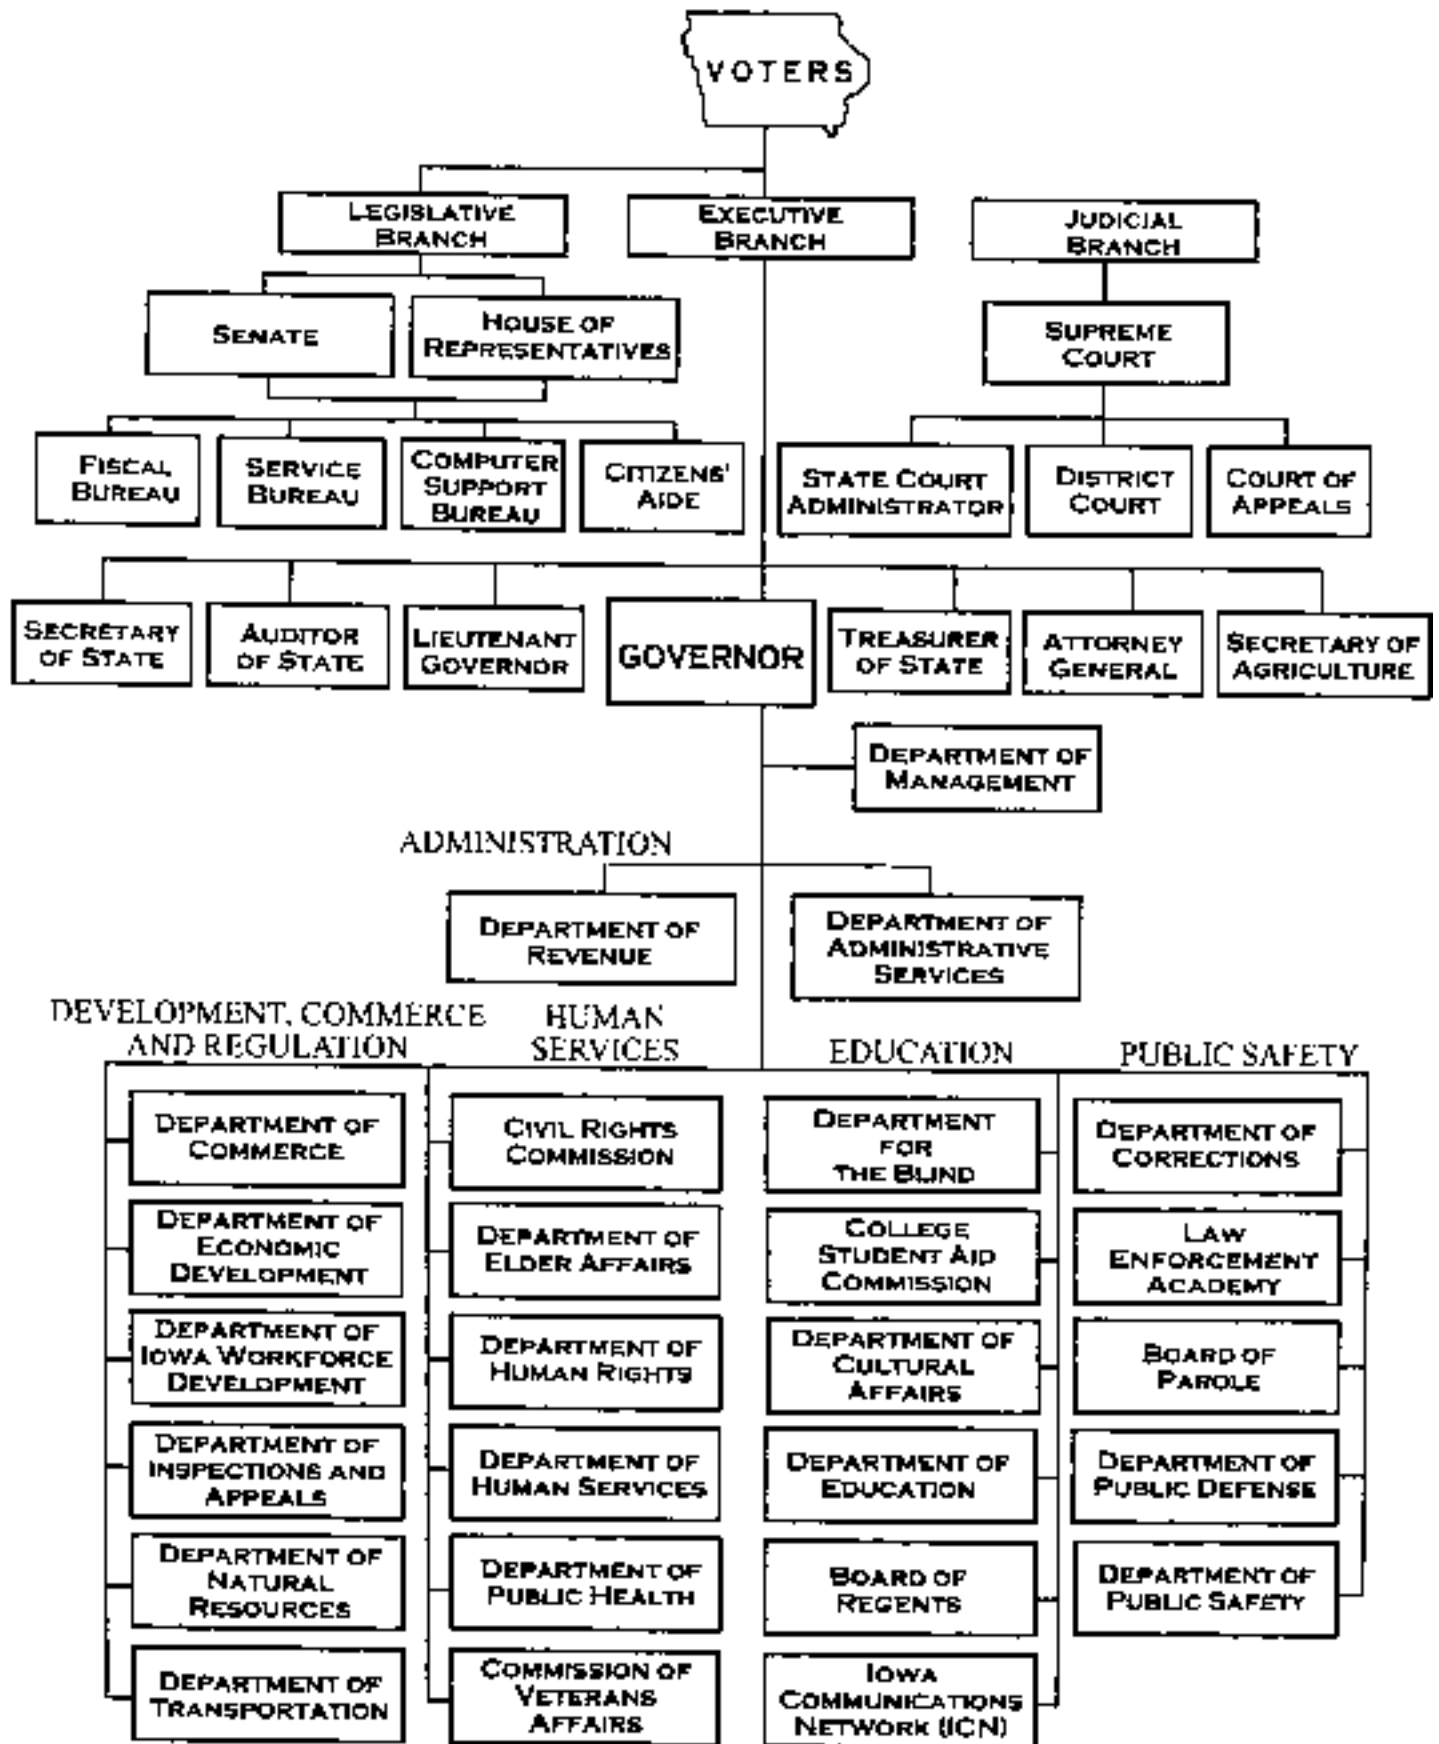 VOTERS
LEGISLATIVE
BRANCH
EXECUTIVE
BRANCH
JUDICIAL
BRANCH
SENATE
HOUSE OF
REPRESENTATIVES
SUPREME
COURT
FISCAL
BUREAU
SERVICE
BUREAU
COMPUTER
SUPPORT
BUREAU
CITIZENS'
AIDE
STATE COURT
ADMINISTRATOR
DISTRICT
COURT
COURT OF
APPEALS
SECRETARY
OF STATE
AUDITOR
OF STATE
LIEUTENANT
GOVERNOR
GOVERNOR
TREASURER
OF STATE
ATTORNEY
GENERAL
SECRETARY OF
AGRICULTURE
DEPARTMENT OF
MANAGEMENT
ADMINISTRATION
DEPARTMENT OF
REVENUE
DEPARTMENT OF
ADMINISTRATIVE
SERVICES
DEVELOPMENT, COMMERCE
AND REGULATION
DEPARTMENT OF
COMMERCE
DEPARTMENT OF
ECONOMIC
DEVELOPMENT
DEPARTMENT OF
IOWA WORKFORCE
DEVELOPMENT
DEPARTMENT OF
INSPECTIONS AND
APPEALS
DEPARTMENT OF
NATURAL
RESOURCES
DEPARTMENT OF
TRANSPORTATION
HUMAN
SERVICES
CIVIL RIGHTS
COMMISSION
DEPARTMENT OF
ELDER AFFAIRS
DEPARTMENT OF
HUMAN RIGHTS
DEPARTMENT OF
HUMAN SERVICES
DEPARTMENT OF
PUBLIC HEALTH
COMMISSION OF
VETERANS
AFFAIRS
EDUCATION
DEPARTMENT
FOR
THE BLIND
COLLEGE
STUDENT AID
COMMISSION
DEPARTMENT OF
CULTURAL
AFFAIRS
DEPARTMENT OF
EDUCATION
BOARD OF
REGENTS
IOWA
COMMUNICATIONS
NETWORK (ICN)
PUBLIC SAFETY
DEPARTMENT OF
CORRECTIONS
LAW
ENFORCEMENT
ACADEMY
BOARD OF
PAROLE
DEPARTMENT OF
PUBLIC DEFENSE
DEPARTMENT OF
PUBLIC SAFETY